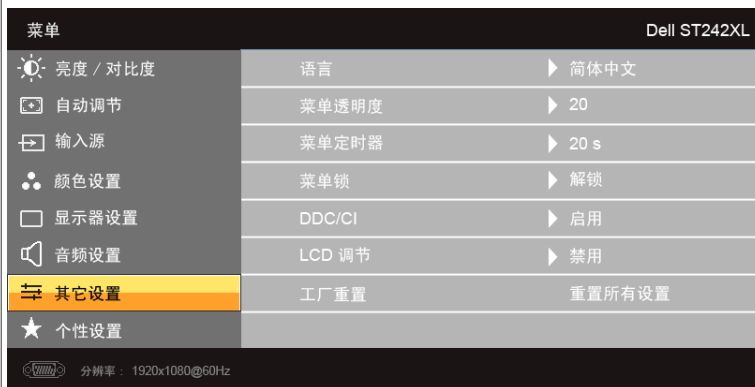 菜单 Dell ST242XL
亮度 / 对比度 语言 简体中文
自动调节 菜单透明度 20
输入源 菜单定时器 20 s
颜色设置 菜单锁 解锁
显示器设置 DDC/CI 启用
音频设置 LCD 调节 禁用
其它设置 工厂重置 重置所有设置
个性设置
分辨率： 1920x1080@60Hz